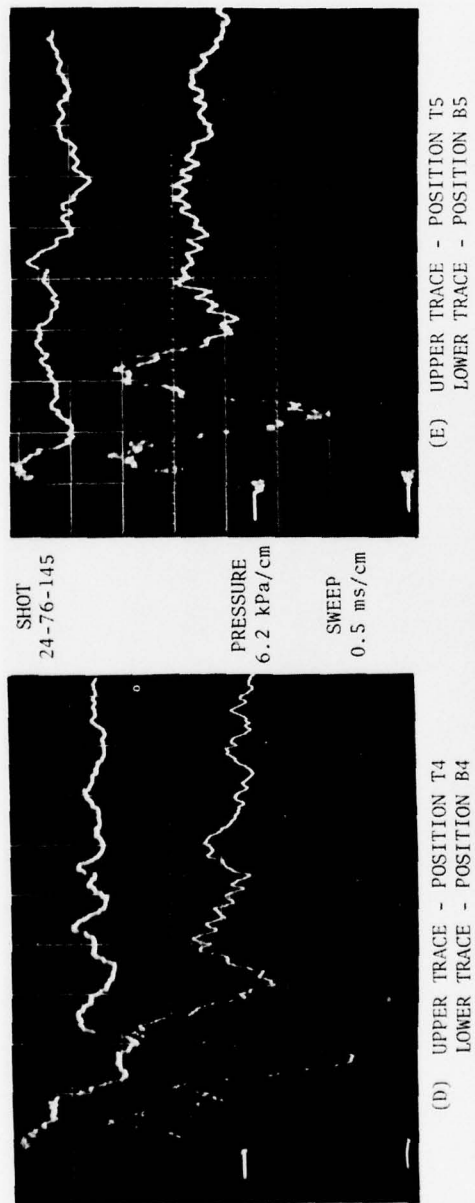 SHOT
24-76-145
PRESSURE
6.2 kPa/cm
SWEEP
0.5 ms/cm
(D) UPPER TRACE - POSITION T4
LOWER TRACE - POSITION B4
(E) UPPER TRACE - POSITION T5
LOWER TRACE - POSITION B5